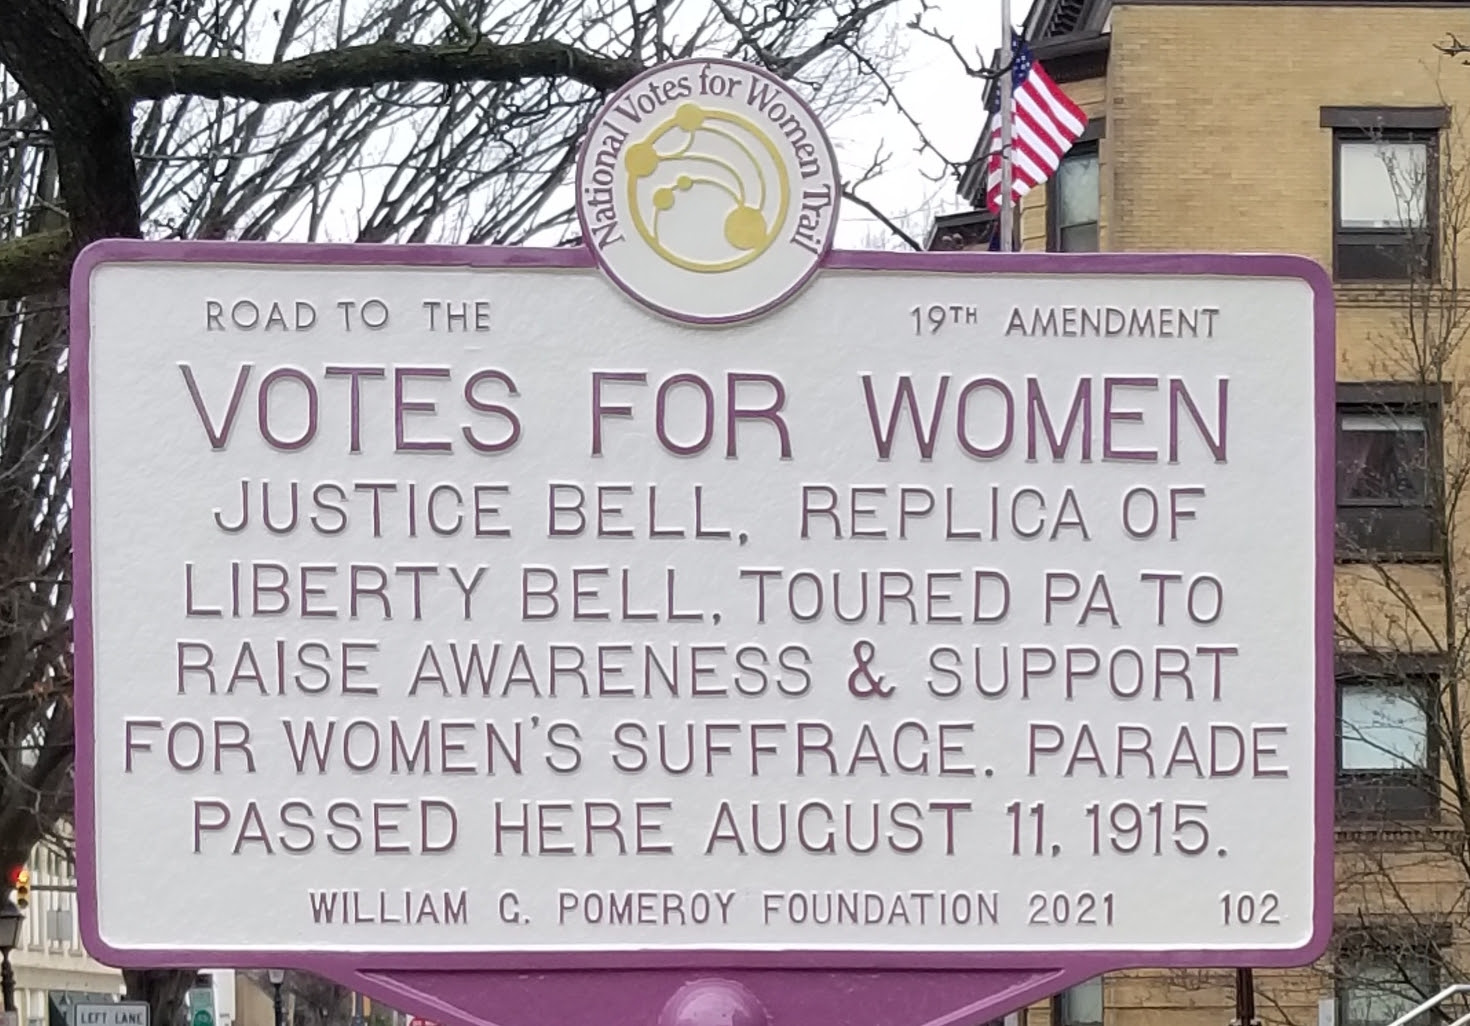 National Votes for Women Trail
ROAD TO THE 19TH AMENDMENT
VOTES FOR WOMEN
JUSTICE BELL, REPLICA OF
LIBERTY BELL, TOURED PA TO
RAISE AWARENESS & SUPPORT
FOR WOMEN'S SUFFRAGE. PARADE
PASSED HERE AUGUST 11, 1915.
WILLIAM G. POMEROY FOUNDATION 2021 102
LEFT LANE